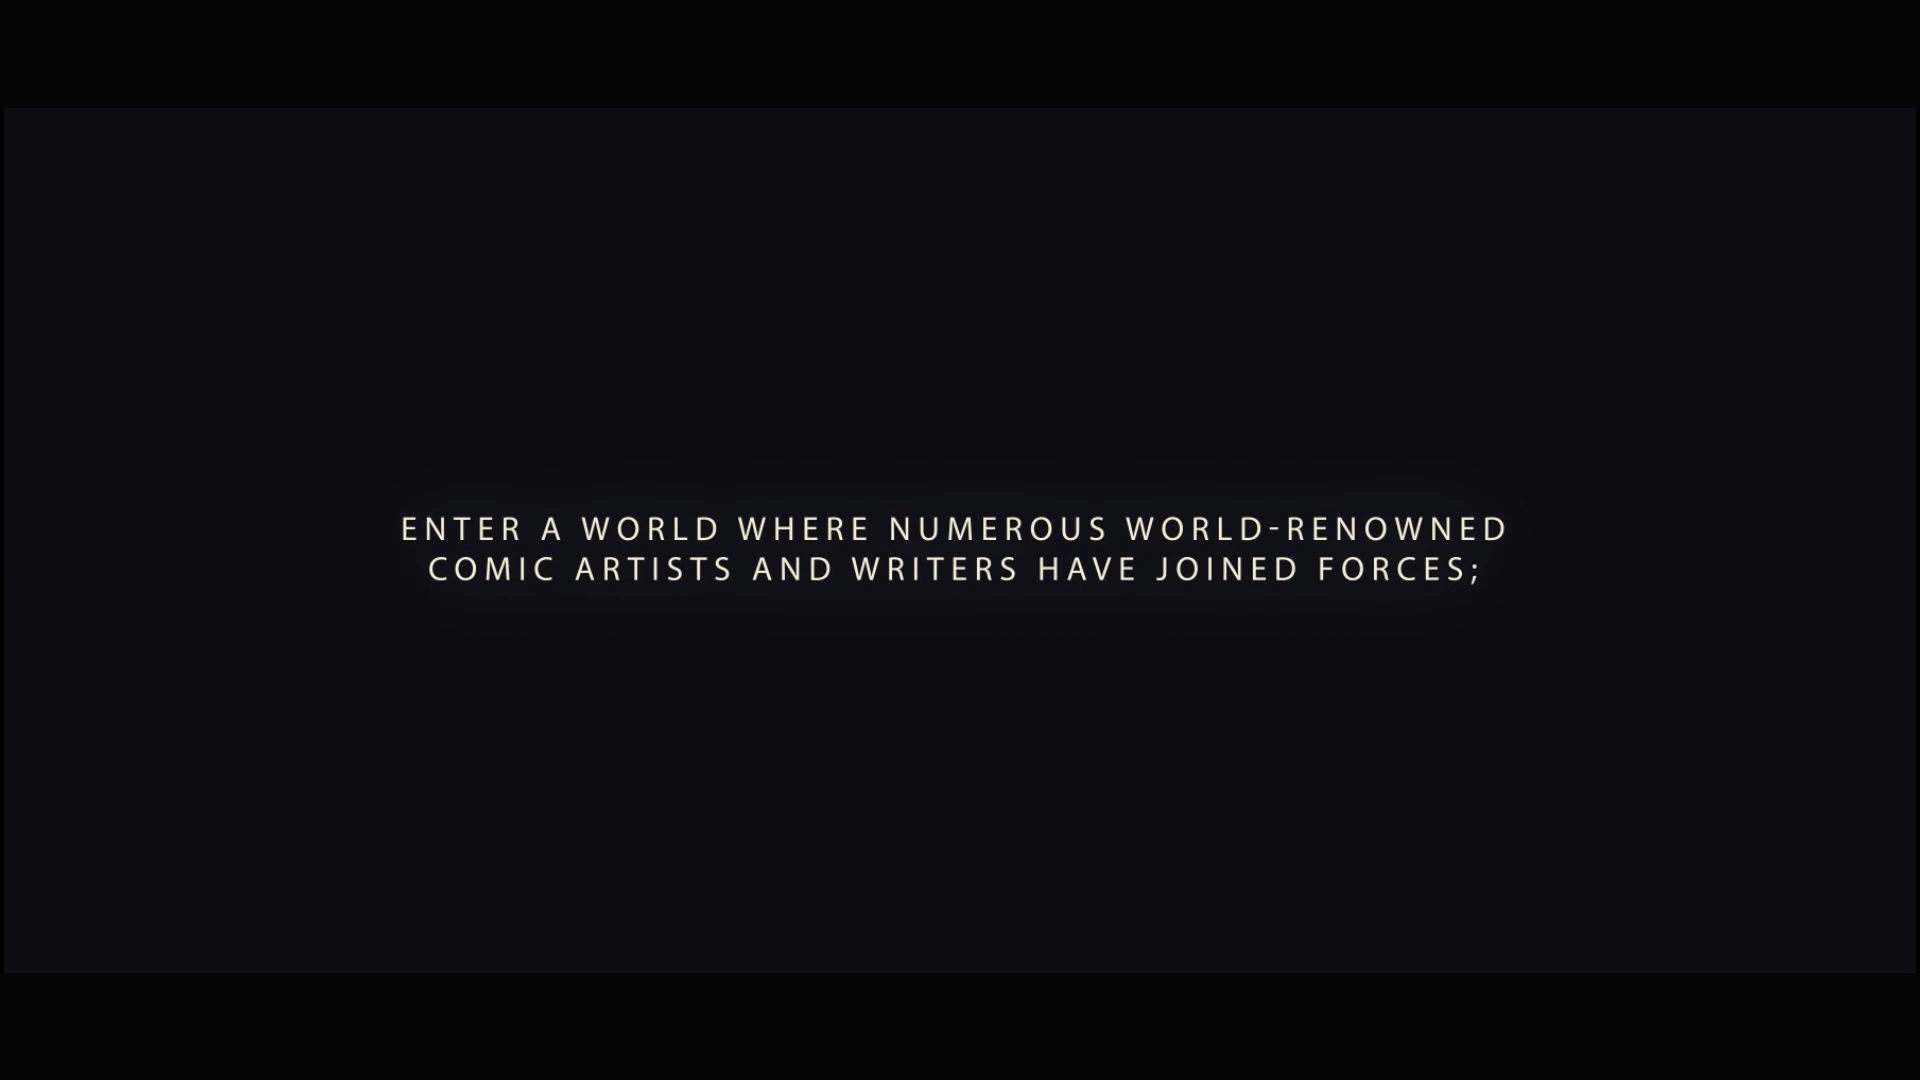 ENTER A WORLD WHERE NUMEROUS WORLD-RENOWNED
COMIC ARTISTS AND WRITERS HAVE JOINED FORCES;